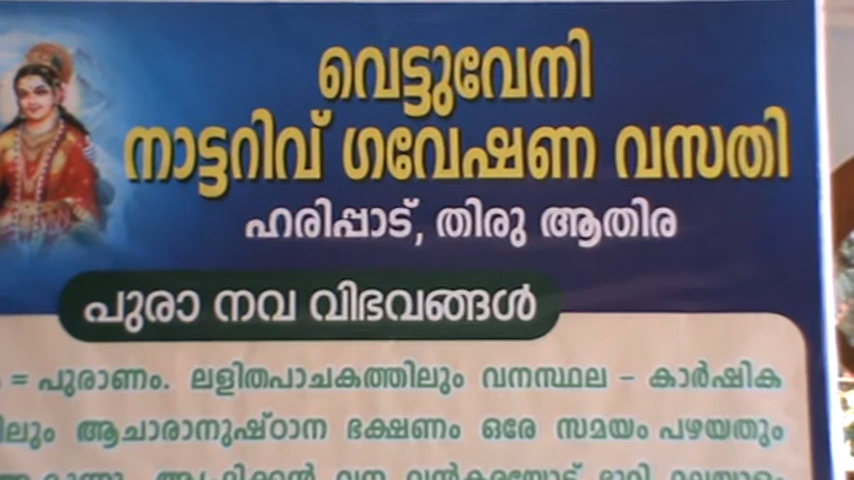 വെട്ടുവേനി
നാട്ടറിവ് ഗവേഷണ വസതി
ഹരിപ്പാട്, തിരു ആതിര
പുരാ നവ വിഭവങ്ങൾ
= പുരാണം. ലളിതപാചകത്തിലും വനസ്ഥല – കാർഷിക
ആചാരാനുഷ്ഠാന ഭക്ഷണം ഒരേ സമയം പഴയതും